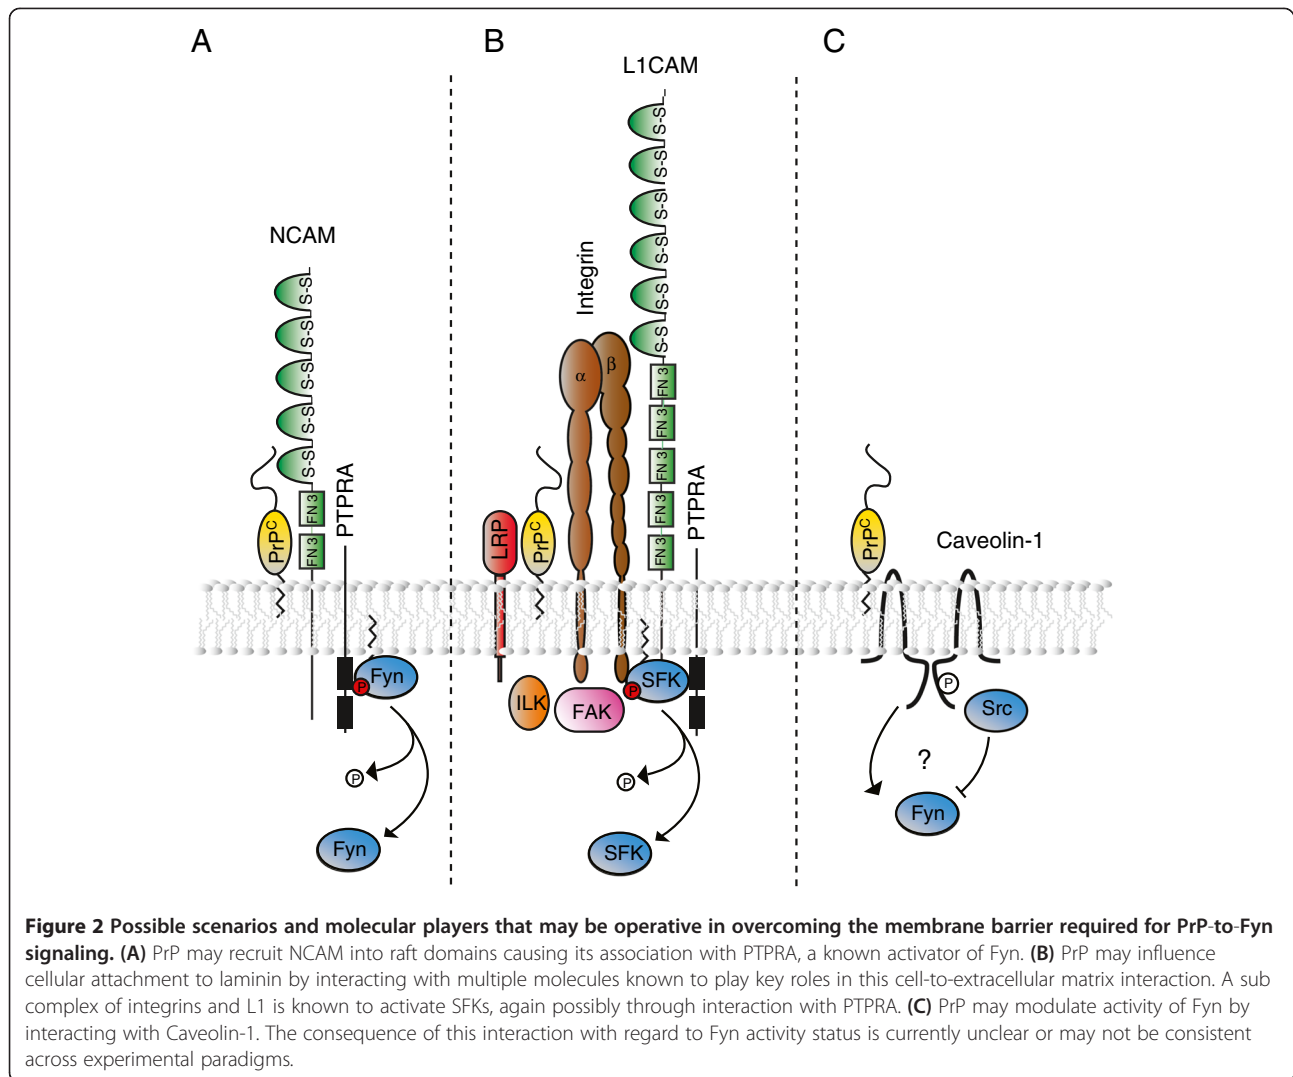 A
B
C
L1CAM
S-S
S-S
S-S
S-S
S-S
S-S
NCAM
S-S
S-S
S-S
S-S
S-S
Integrin
α
β
FN 3
FN 3
FN 3
FN 3
FN 3
FN 3
FN 3
PTPRA
PTPRA
PrPC
LRP
PrPC
PrPC
Caveolin-1
Fyn
P
ILK
FAK
P
SFK
P
Src
P
P
?
Fyn
Fyn
SFK
Figure 2 Possible scenarios and molecular players that may be operative in overcoming the membrane barrier required for PrP-to-Fyn
signaling. (A) PrP may recruit NCAM into raft domains causing its association with PTPRA, a known activator of Fyn. (B) PrP may influence
cellular attachment to laminin by interacting with multiple molecules known to play key roles in this cell-to-extracellular matrix interaction. A sub
complex of integrins and L1 is known to activate SFKs, again possibly through interaction with PTPRA. (C) PrP may modulate activity of Fyn by
interacting with Caveolin-1. The consequence of this interaction with regard to Fyn activity status is currently unclear or may not be consistent
across experimental paradigms.